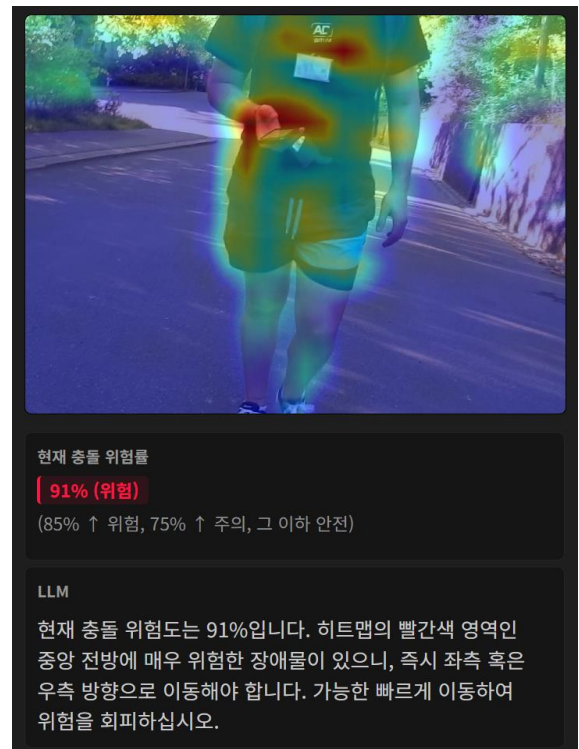 AD
현재 충돌 위험률
91% (위험)
(85% ↑ 위험, 75% ↑ 주의, 그 이하 안전)
LLM
현재 충돌 위험도는 91%입니다. 히트맵의 빨간색 영역인
중앙 전방에 매우 위험한 장애물이 있으니, 즉시 좌측 혹은
우측 방향으로 이동해야 합니다. 가능한 빠르게 이동하여
위험을 회피하십시오.